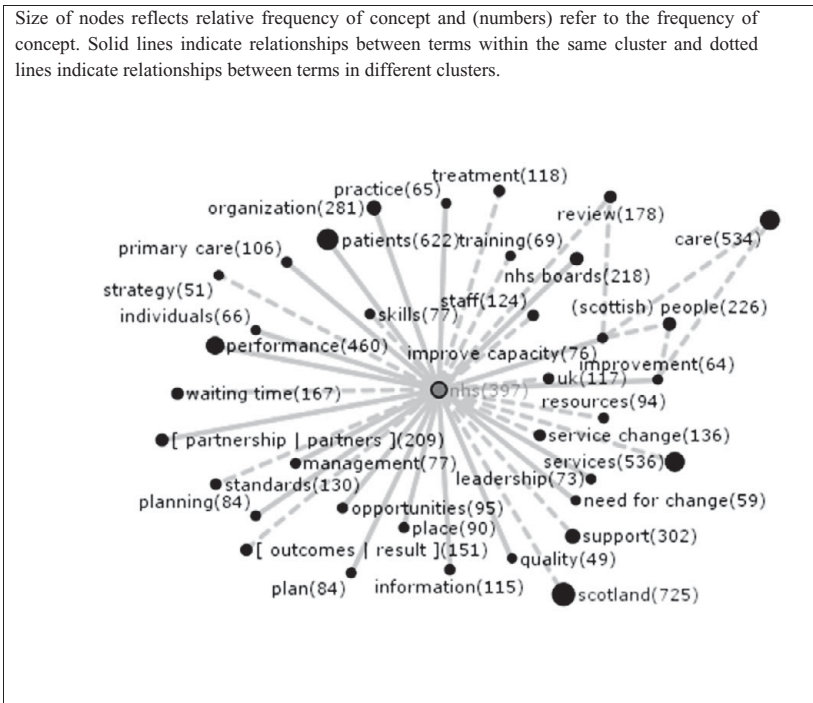 Size of nodes reflects relative frequency of concept and (numbers) refer to the frequency of
concept. Solid lines indicate relationships between terms within the same cluster and dotted
lines indicate relationships between terms in different clusters.
treatment(118)
practice(65)
organization(281)
review(178)
patients(622)
training(69)
care(534)
primary care(106)
nhs boards(218)
strategy(51)
staff(124)
(scottish) people(226)
individuals(66)
skills(77)
performance(460)
improve capacity(76)
improvement(64)
uk(117)
waiting time(167)
nhs(397)
resources(94)
[ partnership | partners ](209)
service change(136)
management(77)
services(536)
standards(130)
leadership(73)
planning(84)
opportunities(95)
need for change(59)
place(90)
support(302)
[ outcomes | result ](151)
quality(49)
plan(84)
information(115)
scotland(725)